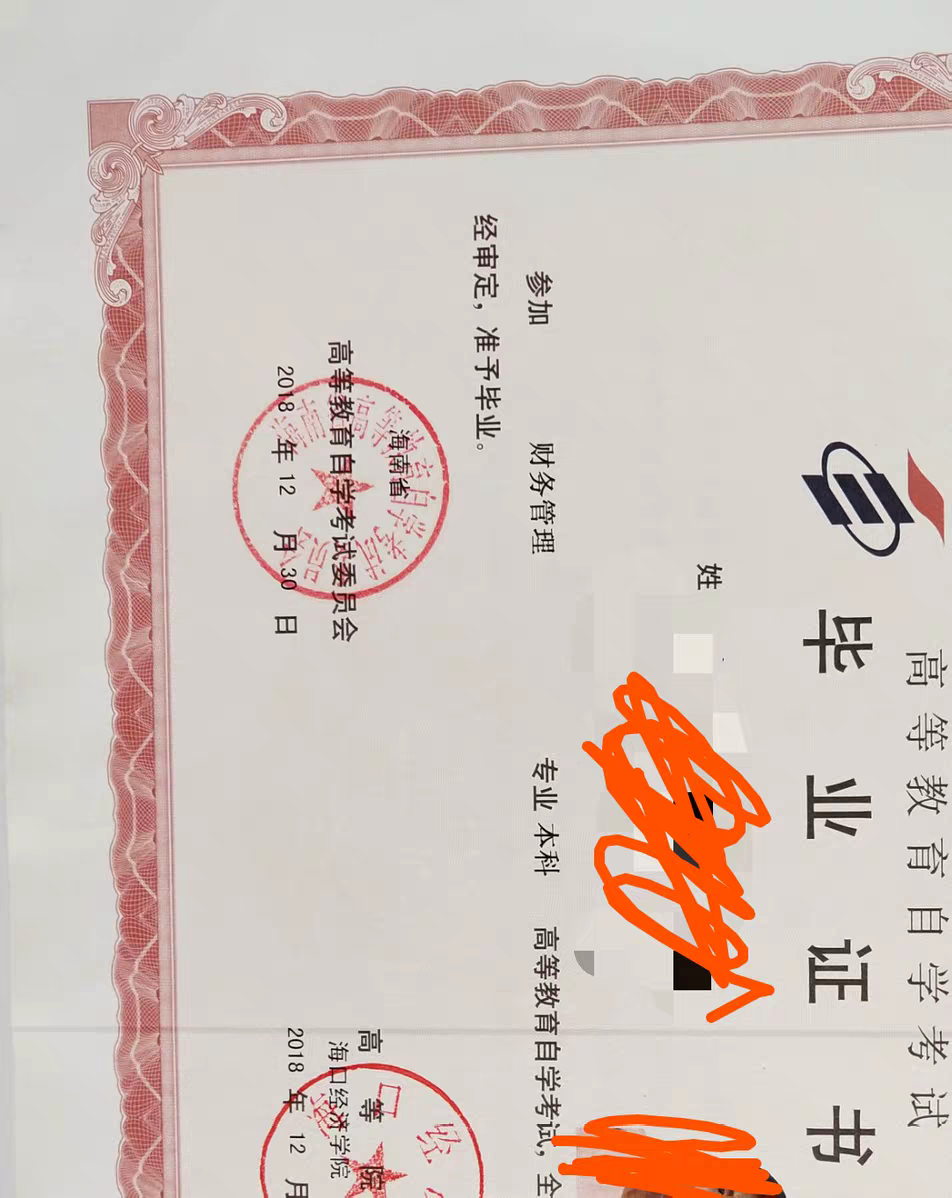 高等教育自学考试
毕业证书
姓
参加 财务管理 专业 本科 高等教育自学考试，全
经审定，准予毕业。
海南省
高等教育自学考试委员会
2018 年 12 月 30 日
高等 院
海口经济学院
2018 年 12 月